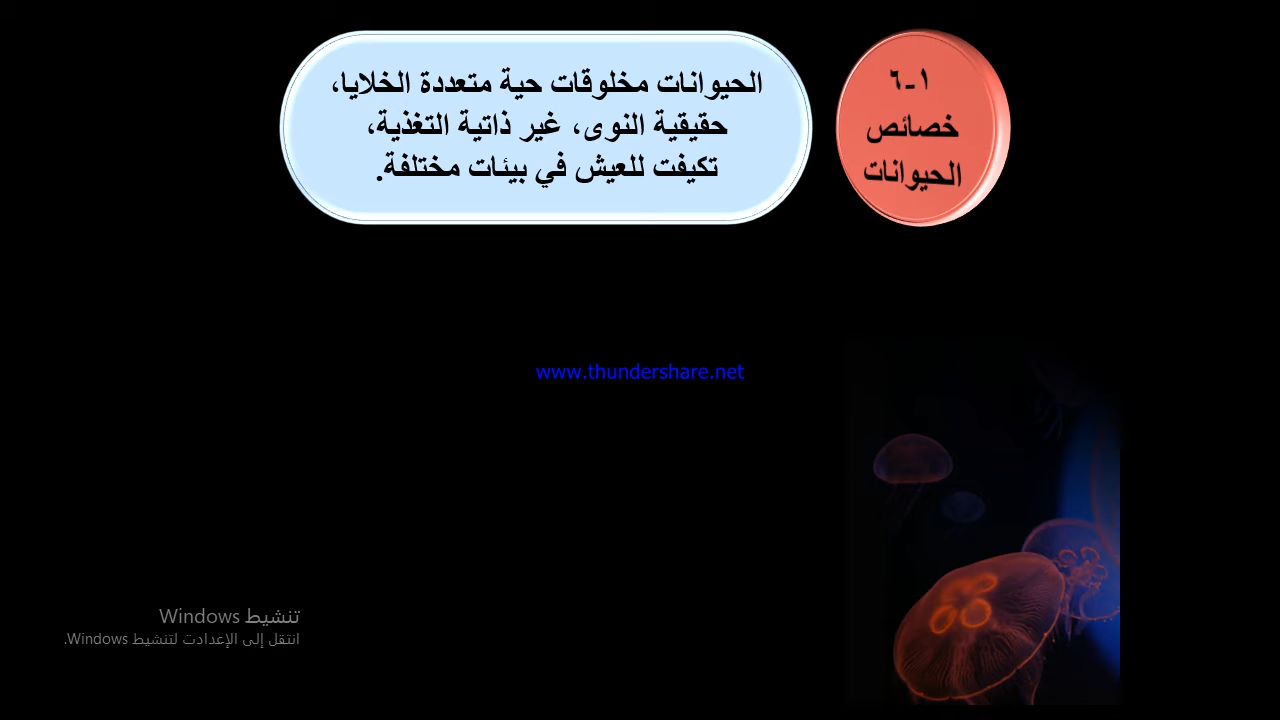 ١-٦
خصائص
الحيوانات
الحيوانات مخلوقات حية متعددة الخلايا،
حقيقية النوى، غير ذاتية التغذية،
تكيفت للعيش في بيئات مختلفة.
www.thundershare.net
تنشيط Windows
انتقل إلى الإعدادت لتنشيط Windows.